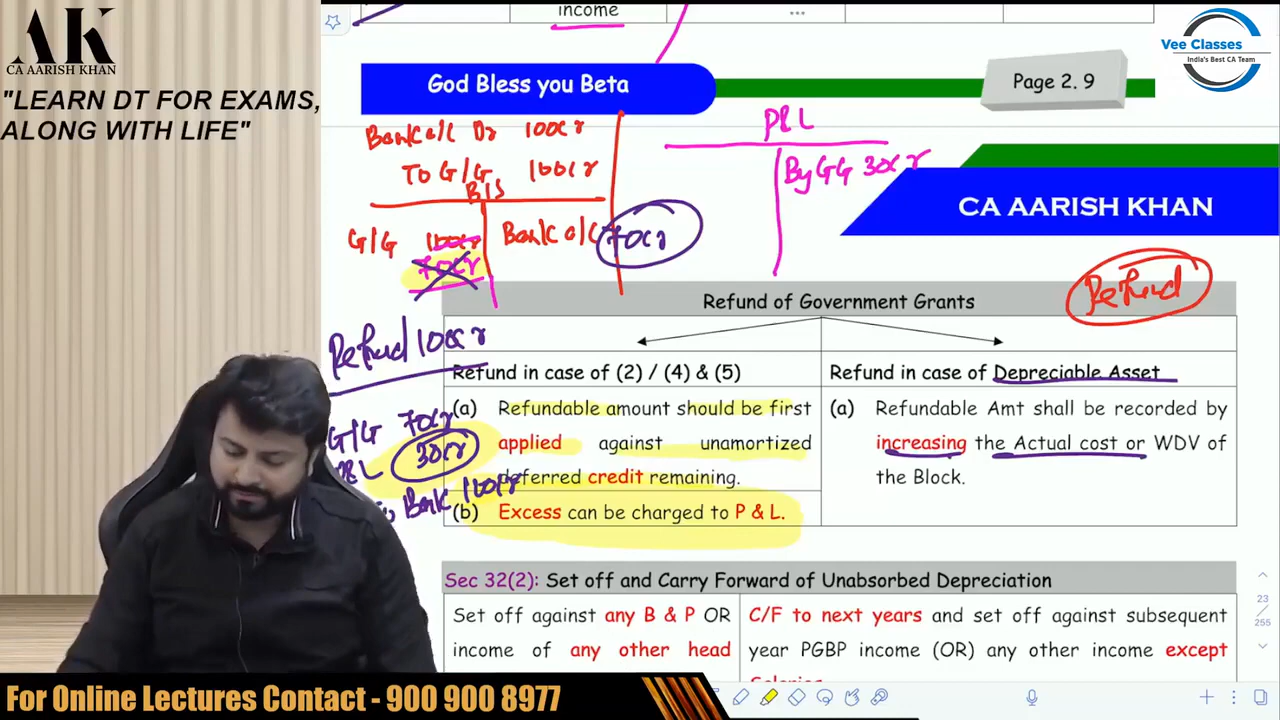 income
...
AK
CA AARISH KHAN
"LEARN DT FOR EXAMS,
ALONG WITH LIFE"
God Bless you Beta
Page 2. 9
Vee Classes
India's Best CA Team
CA AARISH KHAN
Bank a/c Dr 100cr
To G/G 100cr
B/S
G/G 100cr
70cr
Bank a/c 70cr
P&L
By GG 30cr
Refund
Refund 100cr
G/G 70cr
P&L 30cr
To Bank 100cr
Refund of Government Grants
Refund in case of (2) / (4) & (5)
(a) Refundable amount should be first
applied against unamortized
deferred credit remaining.
(b) Excess can be charged to P & L.
Refund in case of Depreciable Asset
(a) Refundable Amt shall be recorded by
increasing the Actual cost or WDV of
the Block.
Sec 32(2): Set off and Carry Forward of Unabsorbed Depreciation
Set off against any B & P OR
income of any other head
C/F to next years and set off against subsequent
year PGBP income (OR) any other income except
23
/
255
For Online Lectures Contact - 900 900 8977